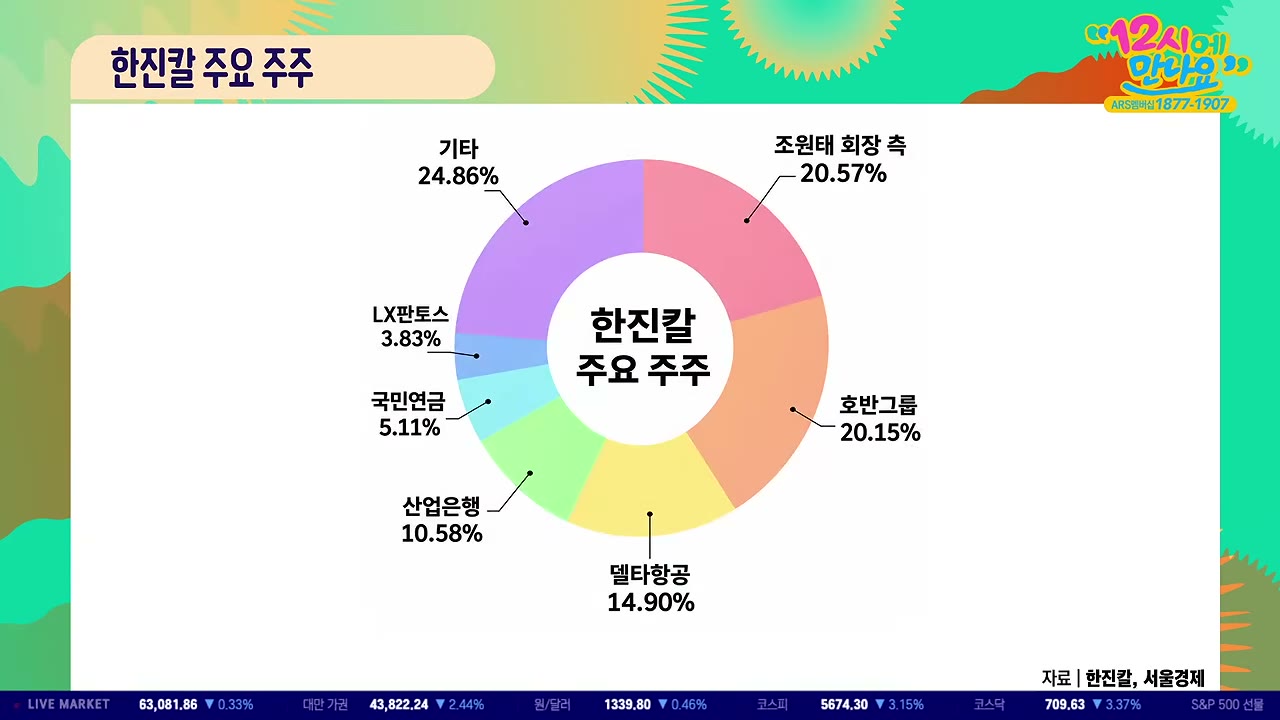 한진칼 주요 주주
"12시에
만나요"
ARS멤버십 1877-1907
기타
24.86%
조원태 회장 측
20.57%
LX판토스
3.83%
한진칼
주요 주주
국민연금
5.11%
호반그룹
20.15%
산업은행
10.58%
델타항공
14.90%
자료 | 한진칼, 서울경제
LIVE MARKET 63,081.86 ▼0.33% 대만 가권 43,822.24 ▼2.44% 원/달러 1339.80 ▼0.46% 코스피 5674.30 ▼3.15% 코스닥 709.63 ▼3.37% S&P 500 선물